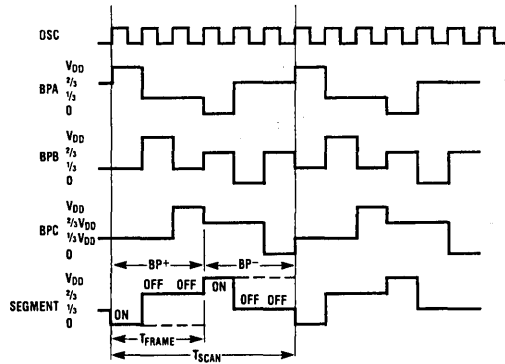 DSC
VDD
BPA 2/3
1/3
0
VDD
BPB 2/3
1/3
0
VDD
2/3VDD
BPC 1/3VDD
0
BP+ BP-
VDD
OFF OFF ON
SEGMENT 2/3
1/3
OFF OFF
0 ON
TFRAME
TSCAN